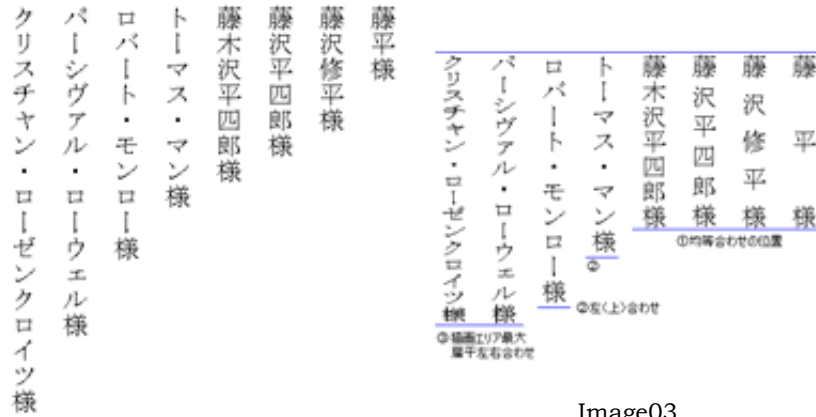 藤平様
藤沢修平様
藤沢平四郎様
藤木沢平四郎様
トーマス・マン様
ロバート・モンロー様
パーシヴァル・ローウェル様
クリスチャン・ローゼンクロイツ様
藤平様
藤沢修平様
藤沢平四郎様
藤木沢平四郎様
トーマス・マン様
ロバート・モンロー様
パーシヴァル・ローウェル様
クリスチャン・ローゼンクロイツ様
①均等合わせの位置
②
②左(上)合わせ
③描画エリア最大
扁平左右合わせ
Image03